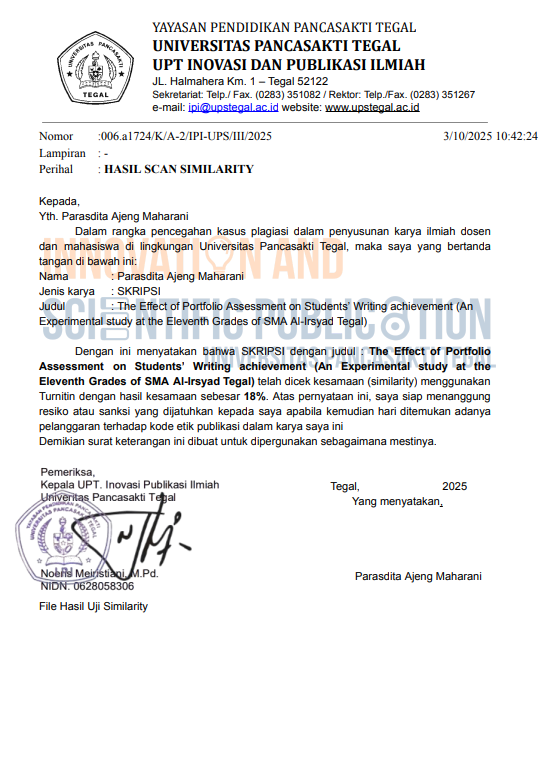 YAYASAN PENDIDIKAN PANCASAKTI TEGAL
UNIVERSITAS PANCASAKTI TEGAL
UPT INOVASI DAN PUBLIKASI ILMIAH
JL. Halmahera Km. 1 – Tegal 52122
Sekretariat: Telp./ Fax. (0283) 351082 / Rektor: Telp./Fax. (0283) 351267
e-mail: ipi@upstegal.ac.id website: www.upstegal.ac.id
UNIVERSITAS PANCASAKTI
TEGAL
Nomor :006.a1724/K/A-2/IPI-UPS/III/2025 3/10/2025 10:42:24
Lampiran : -
Perihal : HASIL SCAN SIMILARITY
Kepada,
Yth. Parasdita Ajeng Maharani
Dalam rangka pencegahan kasus plagiasi dalam penyusunan karya ilmiah dosen
dan mahasiswa di lingkungan Universitas Pancasakti Tegal, maka saya yang bertanda
tangan di bawah ini:
Nama : Parasdita Ajeng Maharani
Jenis karya : SKRIPSI
Judul : The Effect of Portfolio Assessment on Students' Writing achievement (An
Experimental study at the Eleventh Grades of SMA Al-Irsyad Tegal)
INNOVATION AND
SCIENTIFIC PUBLICATION
UNIVERSITAS PANCASAKTI TEGAL
Dengan ini menyatakan bahwa SKRIPSI dengan judul : The Effect of Portfolio
Assessment on Students' Writing achievement (An Experimental study at the
Eleventh Grades of SMA Al-Irsyad Tegal) telah dicek kesamaan (similarity) menggunakan
Turnitin dengan hasil kesamaan sebesar 18%. Atas pernyataan ini, saya siap menanggung
resiko atau sanksi yang dijatuhkan kepada saya apabila kemudian hari ditemukan adanya
pelanggaran terhadap kode etik publikasi dalam karya saya ini
Demikian surat keterangan ini dibuat untuk dipergunakan sebagaimana mestinya.
Pemeriksa,
Kepala UPT. Inovasi Publikasi Ilmiah
Univeritas Pancasakti Tegal
Tegal, 2025
Yang menyatakan,
Noeris Meiristiani, M.Pd.
NIDN. 0628058306
Parasdita Ajeng Maharani
File Hasil Uji Similarity